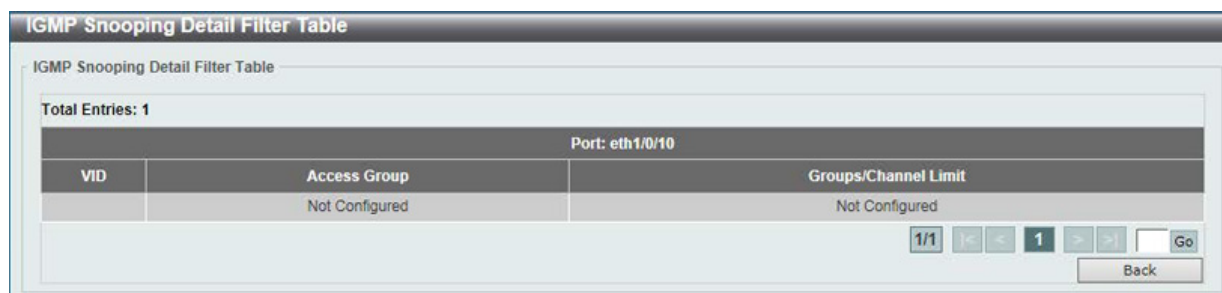 IGMP Snooping Detail Filter Table
IGMP Snooping Detail Filter Table
Total Entries: 1
Port: eth1/0/10
VID Access Group Groups/Channel Limit
Not Configured Not Configured
1/1 |< < 1 > >| Go
Back